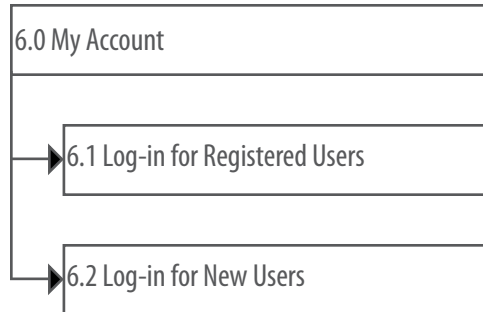 6.0 My Account
6.1 Log-in for Registered Users
6.2 Log-in for New Users